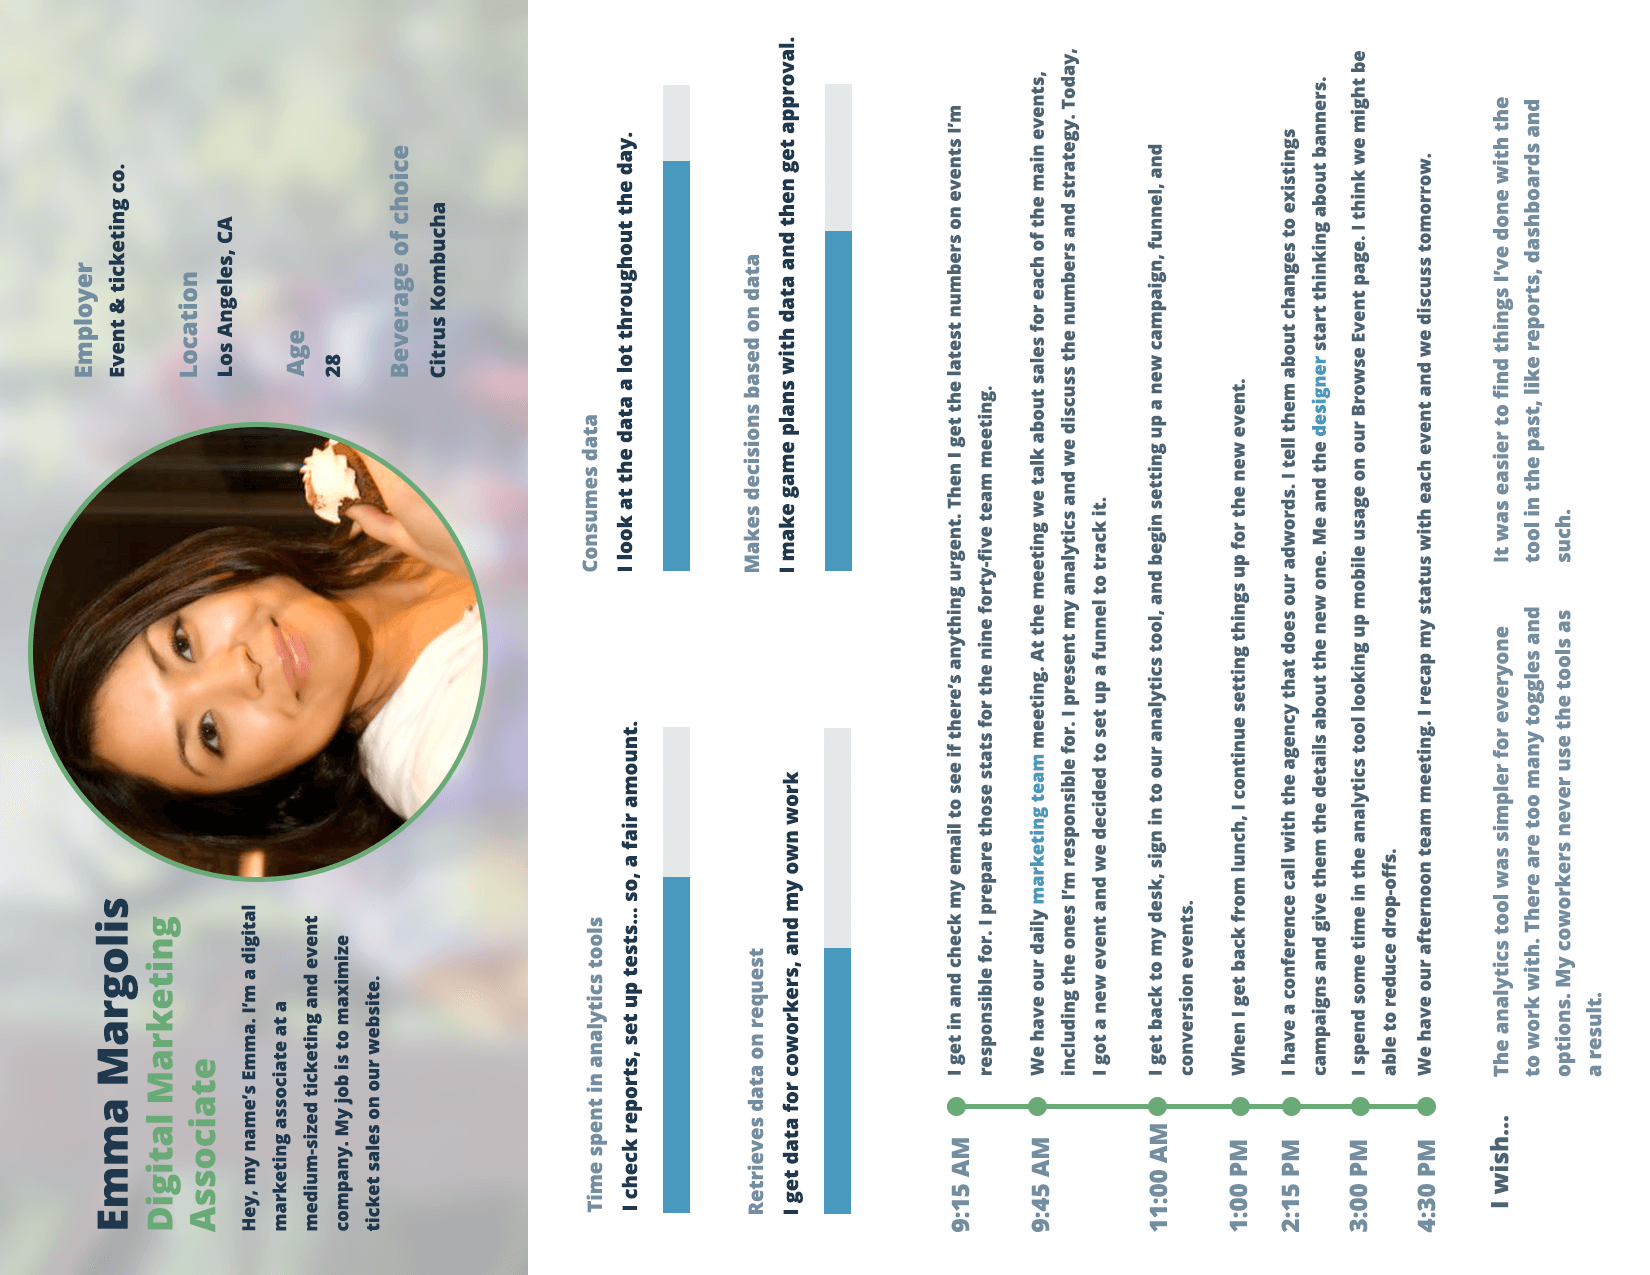 Emma Margolis
Digital Marketing
Associate
Hey, my name's Emma. I'm a digital
marketing associate at a
medium-sized ticketing and event
company. My job is to maximize
ticket sales on our website.
Employer
Event & ticketing co.
Location
Los Angeles, CA
Age
28
Beverage of choice
Citrus Kombucha
Time spent in analytics tools
I check reports, set up tests... so, a fair amount.
Consumes data
I look at the data a lot throughout the day.
Retrieves data on request
I get data for coworkers, and my own work
Makes decisions based on data
I make game plans with data and then get approval.
9:15 AM
I get in and check my email to see if there's anything urgent. Then I get the latest numbers on events I'm
responsible for. I prepare those stats for the nine forty-five team meeting.
9:45 AM
We have our daily marketing team meeting. At the meeting we talk about sales for each of the main events,
including the ones I'm responsible for. I present my analytics and we discuss the numbers and strategy. Today,
I got a new event and we decided to set up a funnel to track it.
11:00 AM
I get back to my desk, sign in to our analytics tool, and begin setting up a new campaign, funnel, and
conversion events.
1:00 PM
When I get back from lunch, I continue setting things up for the new event.
2:15 PM
I have a conference call with the agency that does our adwords. I tell them about changes to existings
campaigns and give them the details about the new one. Me and the designer start thinking about banners.
3:00 PM
I spend some time in the analytics tool looking up mobile usage on our Browse Event page. I think we might be
able to reduce drop-offs.
4:30 PM
We have our afternoon team meeting. I recap my status with each event and we discuss tomorrow.
I wish...
The analytics tool was simpler for everyone
to work with. There are too many toggles and
options. My coworkers never use the tools as
a result.
It was easier to find things I've done with the
tool in the past, like reports, dashboards and
such.